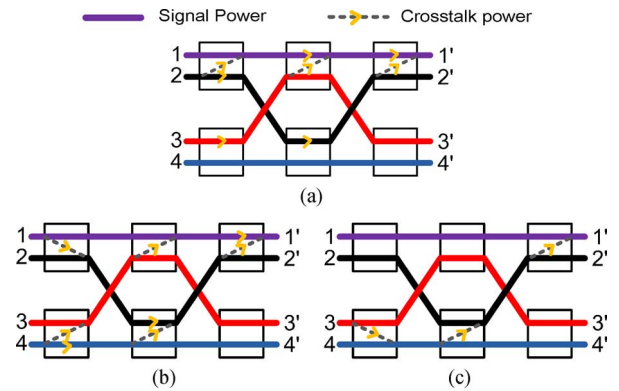 Signal Power Crosstalk power
1 1'
2 2'
3 3'
4 4'
(a)
1 1' 1 1'
2 2' 2 2'
3 3' 3 3'
4 4' 4 4'
(b) (c)